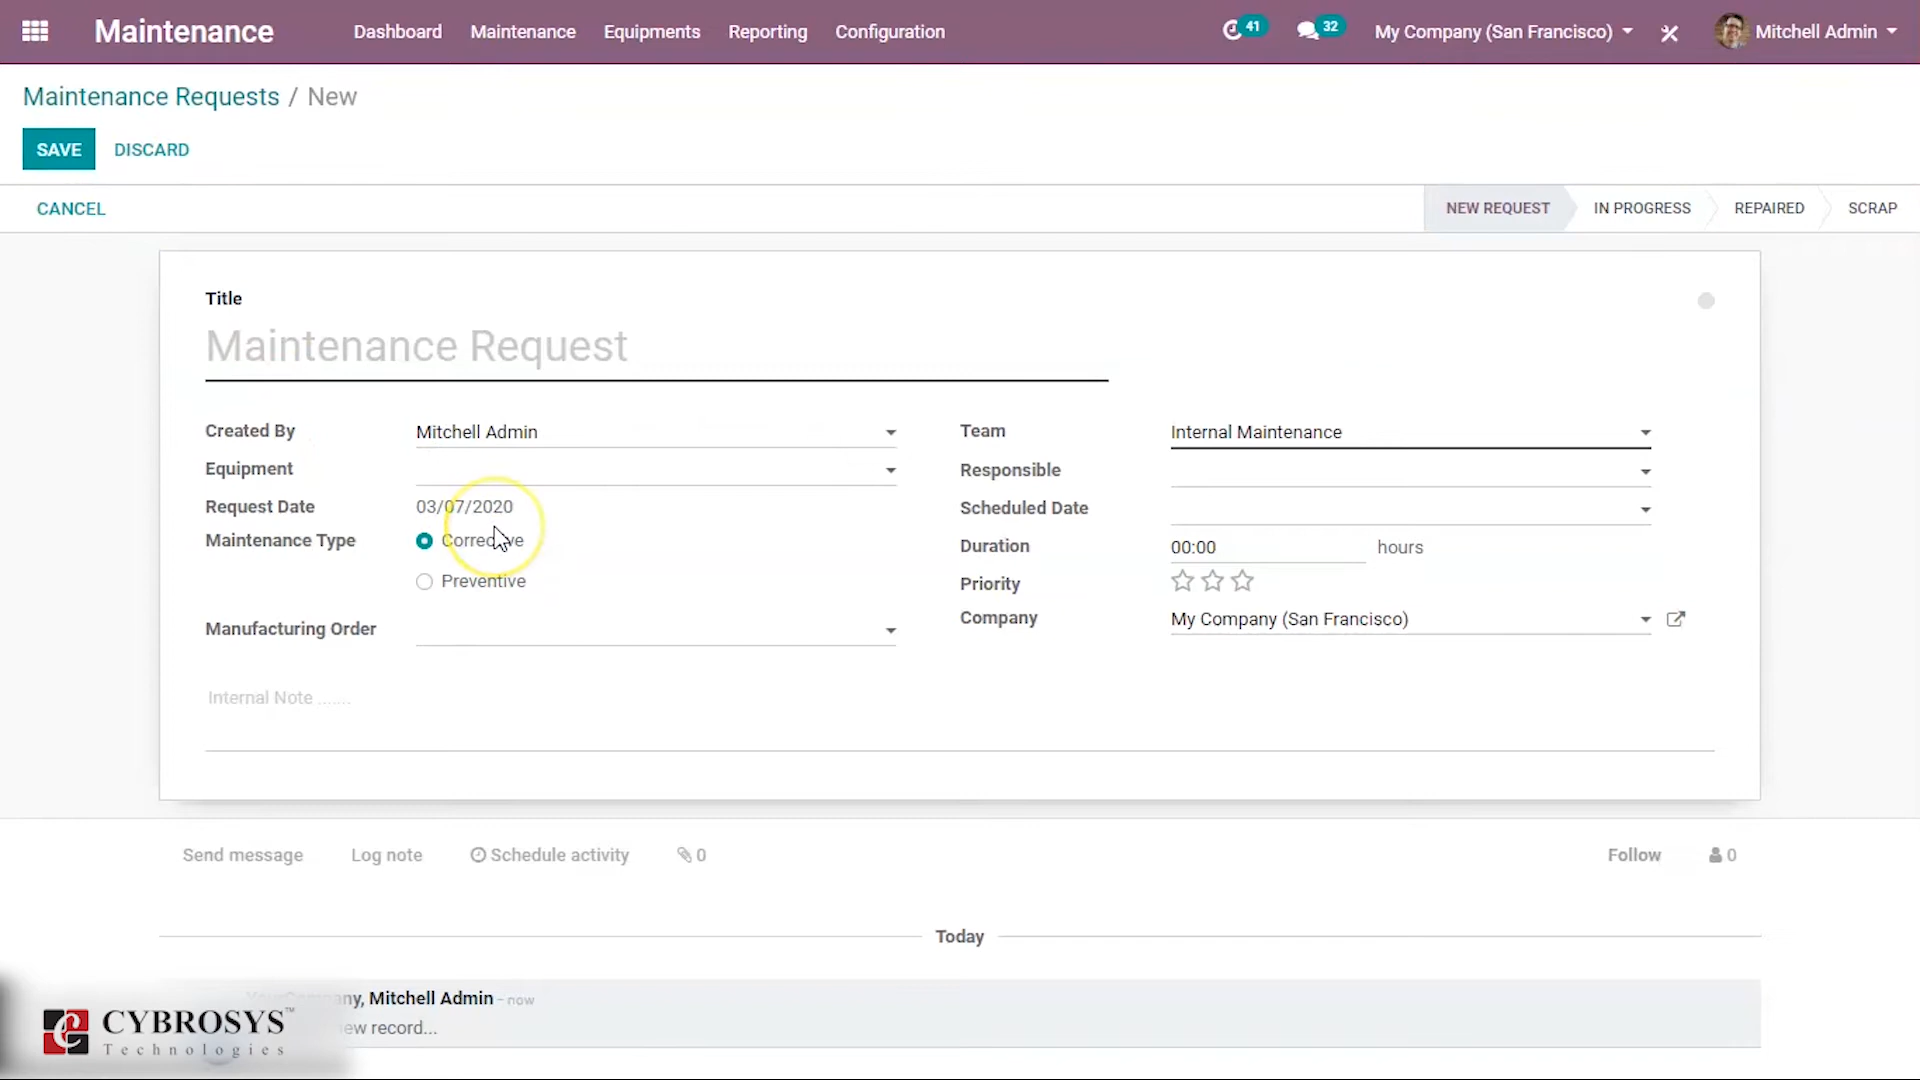 Maintenance Dashboard Maintenance Equipments Reporting Configuration 41 32 My Company (San Francisco) Mitchell Admin
Maintenance Requests / New
SAVE DISCARD
CANCEL NEW REQUEST IN PROGRESS REPAIRED SCRAP
Title
Maintenance Request
Created By Mitchell Admin Team Internal Maintenance
Equipment Responsible
Request Date 03/07/2020 Scheduled Date
Maintenance Type Corrective Duration 00:00 hours
Preventive Priority
Company My Company (San Francisco)
Manufacturing Order
Internal Note .......
Send message Log note Schedule activity 0 Follow 0
Today
Mitchell Admin - now
new record...
CYBROSYS™
Technologies